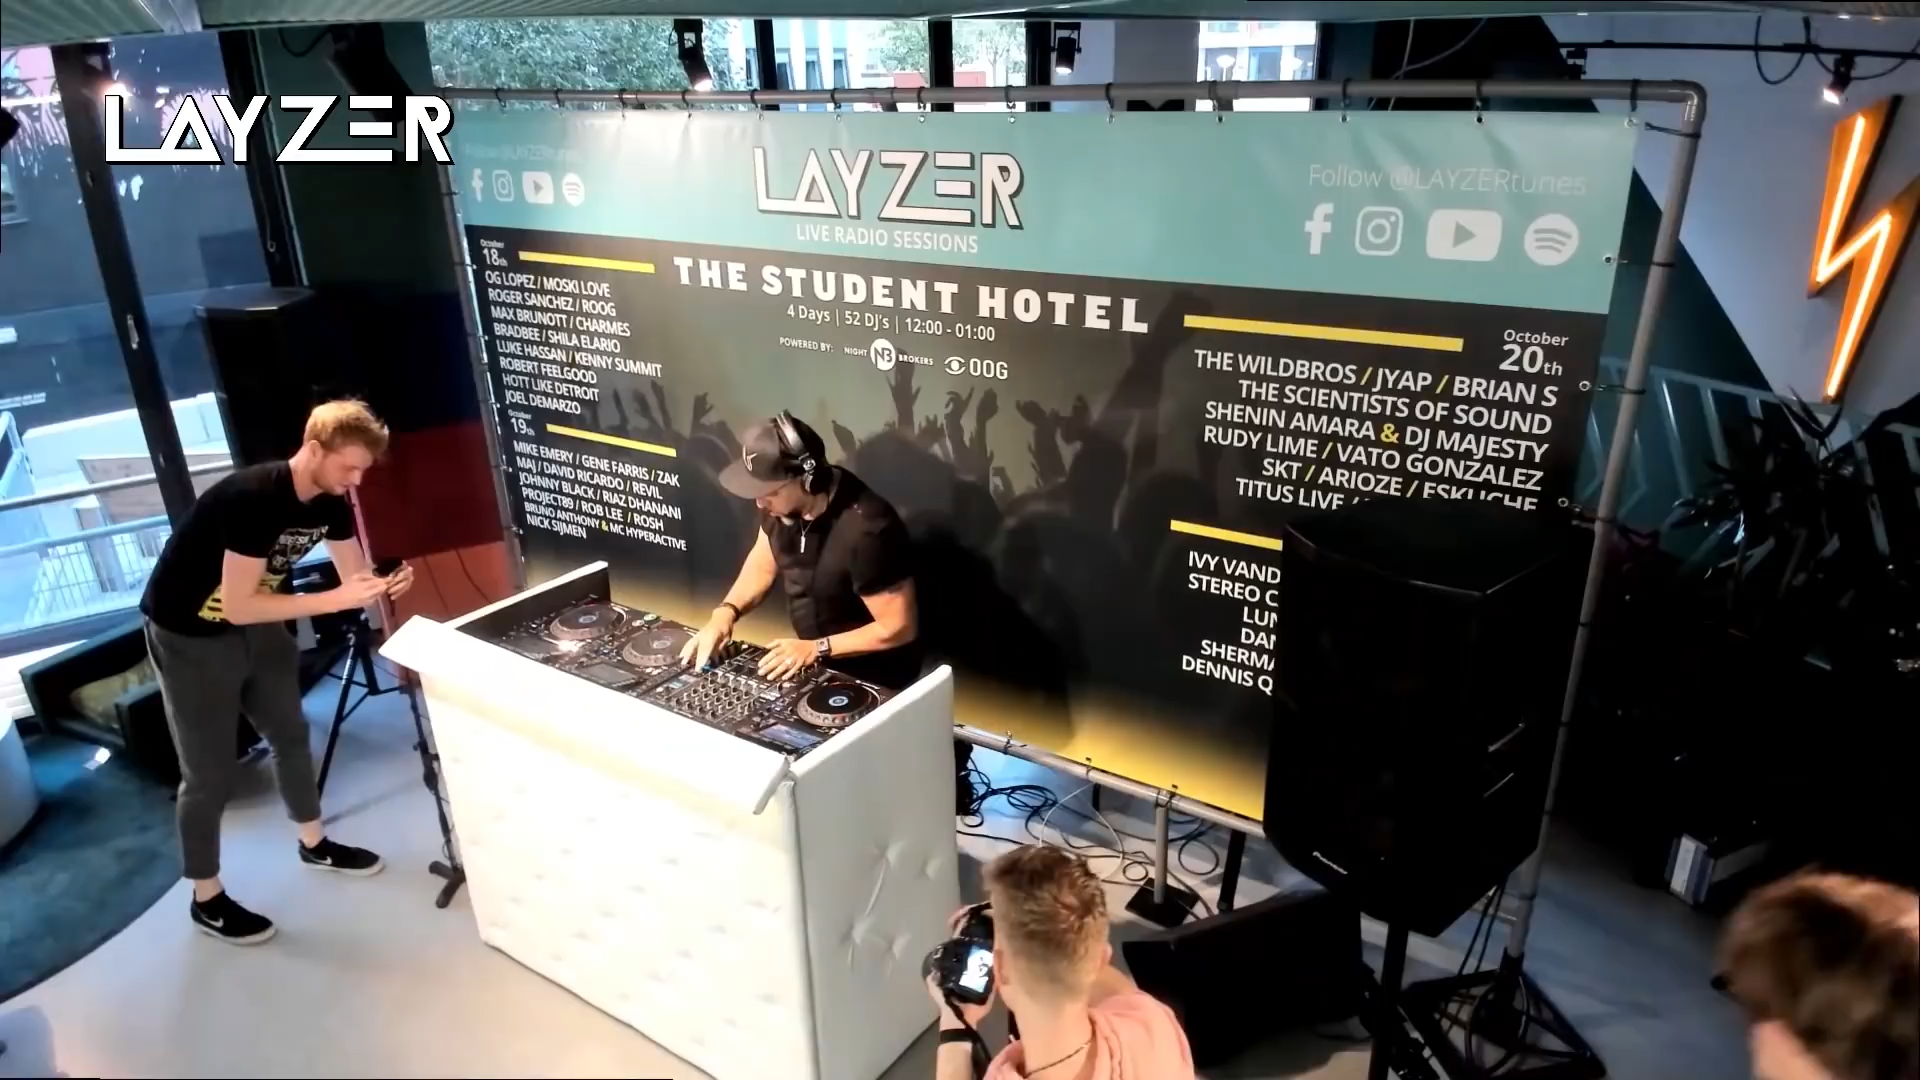 LAYZER
LAYZER
LIVE RADIO SESSIONS
Follow @LAYZERtunes
THE STUDENT HOTEL
4 Days | 52 DJ's | 12:00 - 01:00
POWERED BY: NIGHT NB BROKERS OOG
October
18th
OG LOPEZ / MOSKI LOVE
ROGER SANCHEZ / ROOG
MAX BRUNOTT / CHARMES
BRADBEE / SHILA ELARIO
LUKE HASSAN / KENNY SUMMIT
ROBERT FEELGOOD
HOTT LIKE DETROIT
JOEL DEMARZO
October
19th
MIKE EMERY / GENE FARRIS / ZAK
MAJ / DAVID RICARDO / REVIL
JOHNNY BLACK / RIAZ DHANANI
PROJECT89 / ROB LEE / ROSH
BRUNO ANTHONY & MC HYPERACTIVE
NICK SIJMEN
October
20th
THE WILDBROS / JYAP / BRIAN S
THE SCIENTISTS OF SOUND
SHENIN AMARA & DJ MAJESTY
RUDY LIME / VATO GONZALEZ
SKT / ARIOZE / ESKUCHE
TITUS LIVE /
IVY VAND
STEREO
LUN
DAN
SHERMA
DENNIS Q
Pioneer